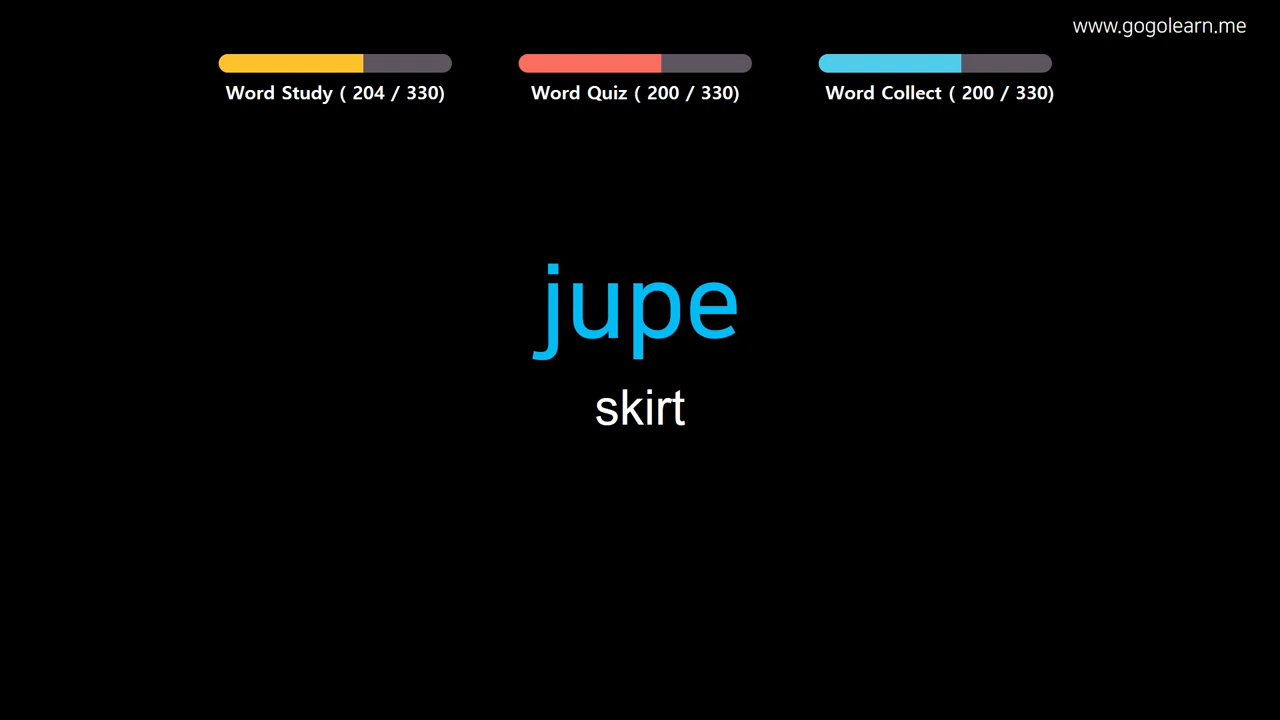 www.gogolearn.me
Word Study ( 204 / 330)
Word Quiz ( 200 / 330)
Word Collect ( 200 / 330)
jupe
skirt